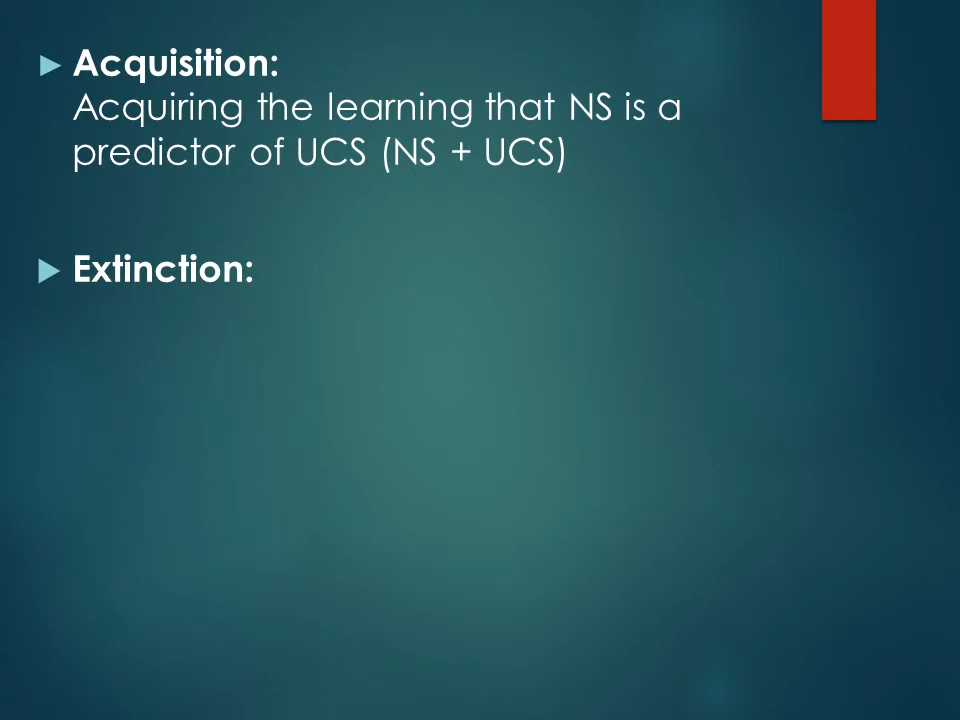 Acquisition:
Acquiring the learning that NS is a
predictor of UCS (NS + UCS)
Extinction: